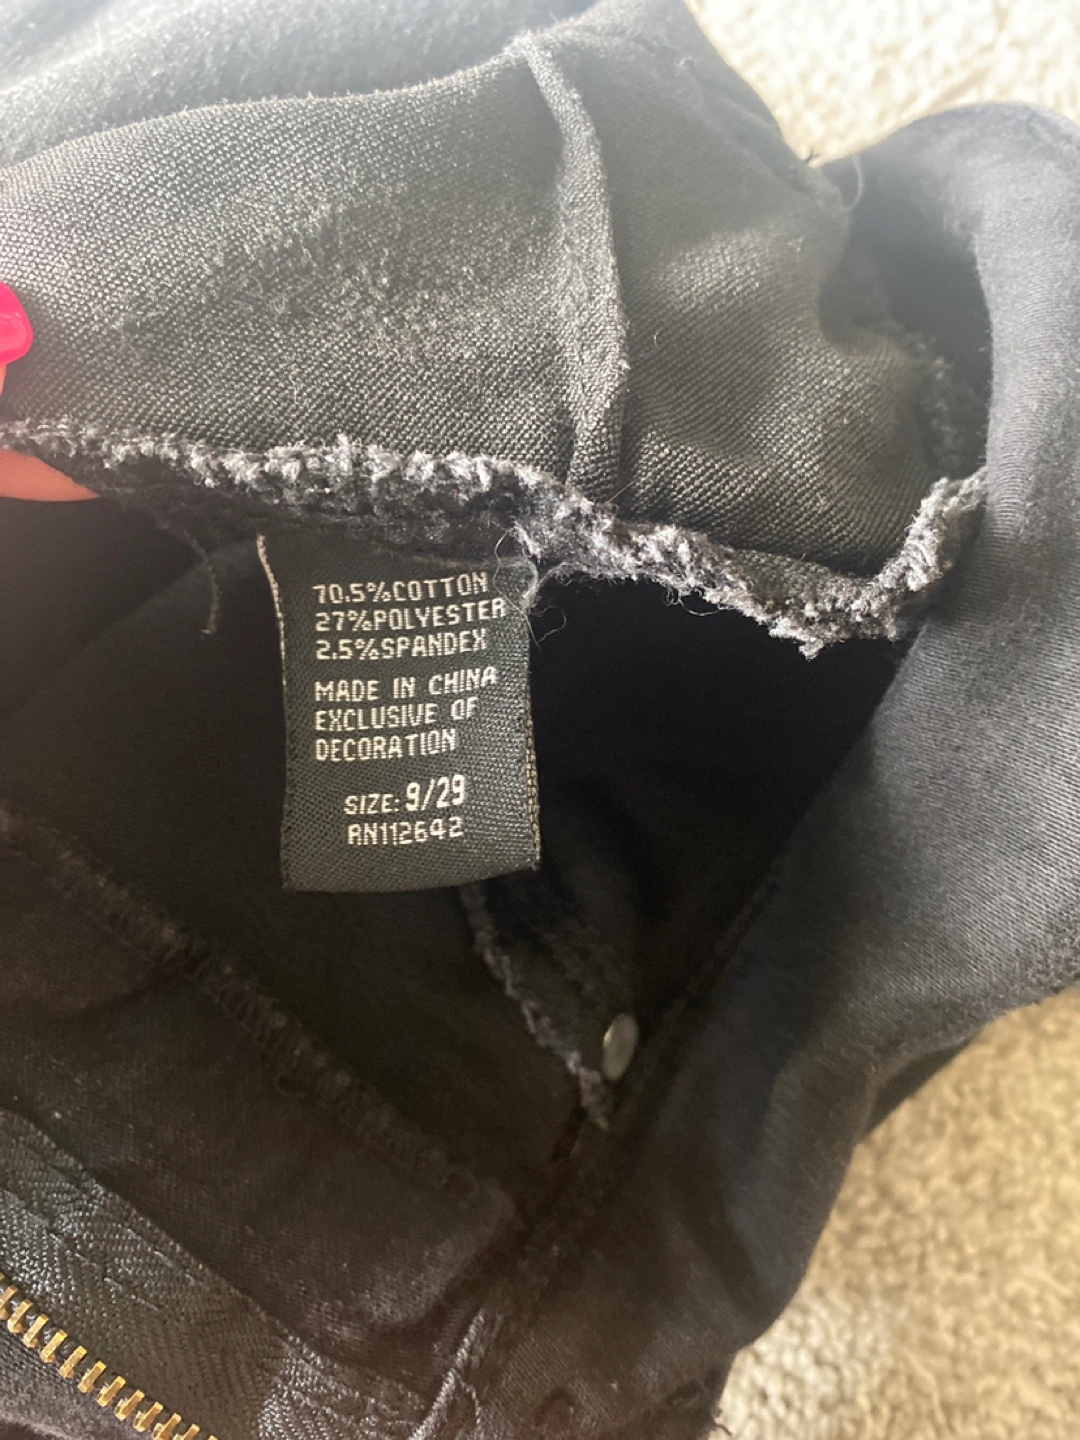 70.5%COTTON
27%POLYESTER
2.5%SPANDEX
MADE IN CHINA
EXCLUSIVE OF
DECORATION
SIZE: 9/29
RN112642